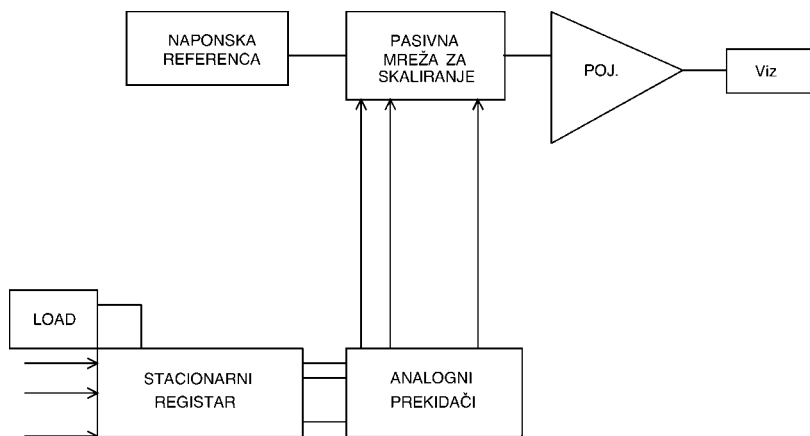 NAPONSKA
REFERENCA
PASIVNA
MREŽA ZA
SKALIRANJE
POJ.
Viz
LOAD
STACIONARNI
REGISTAR
ANALOGNI
PREKIDAČI